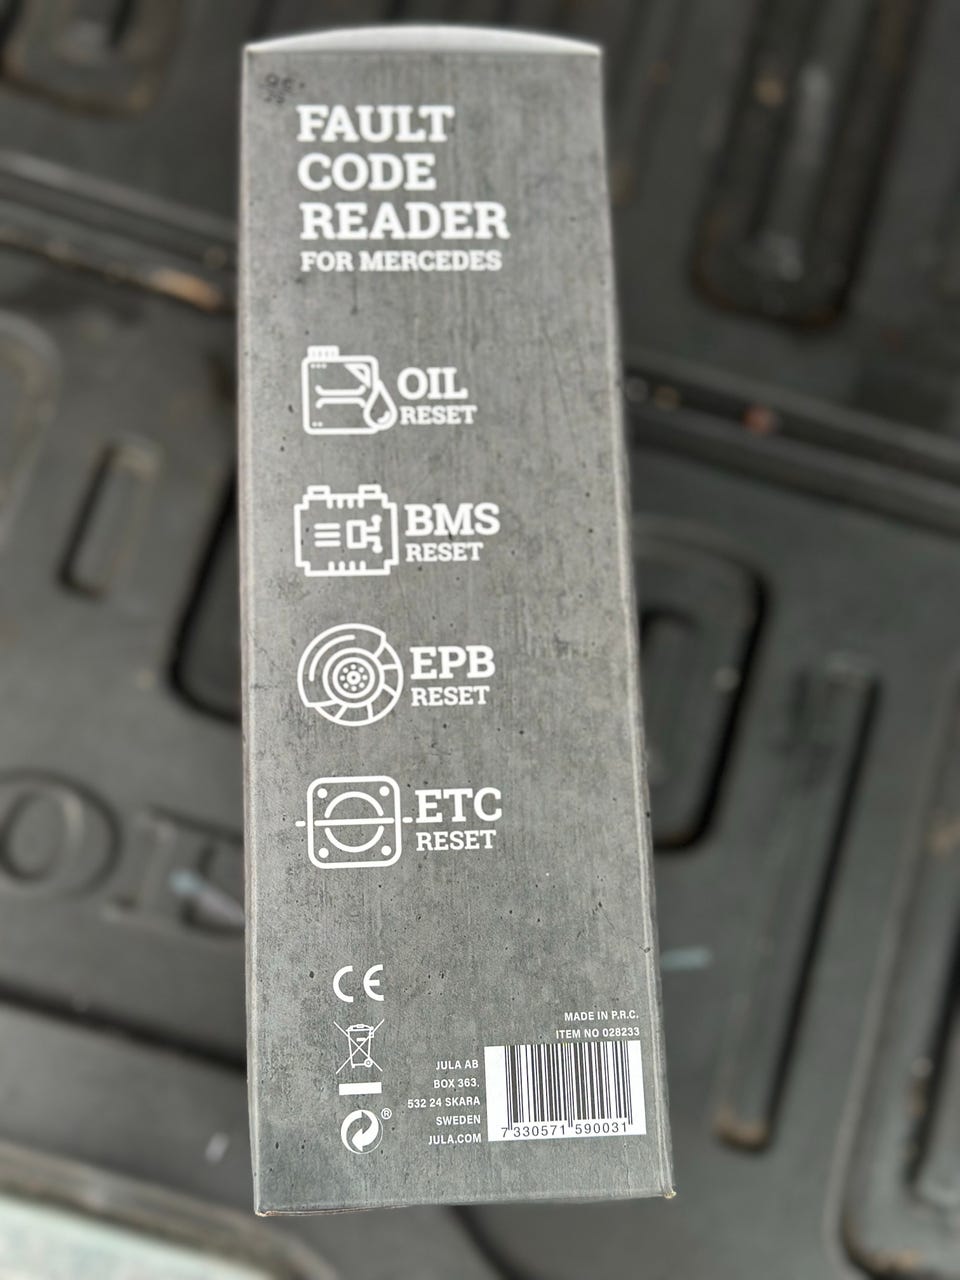 FAULT
CODE
READER
FOR MERCEDES
OIL
RESET
BMS
RESET
EPB
RESET
ETC
RESET
CE
MADE IN P.R.C.
ITEM NO 028233
JULA AB
BOX 363,
532 24 SKARA
SWEDEN
JULA.COM
®
7 330571 590031